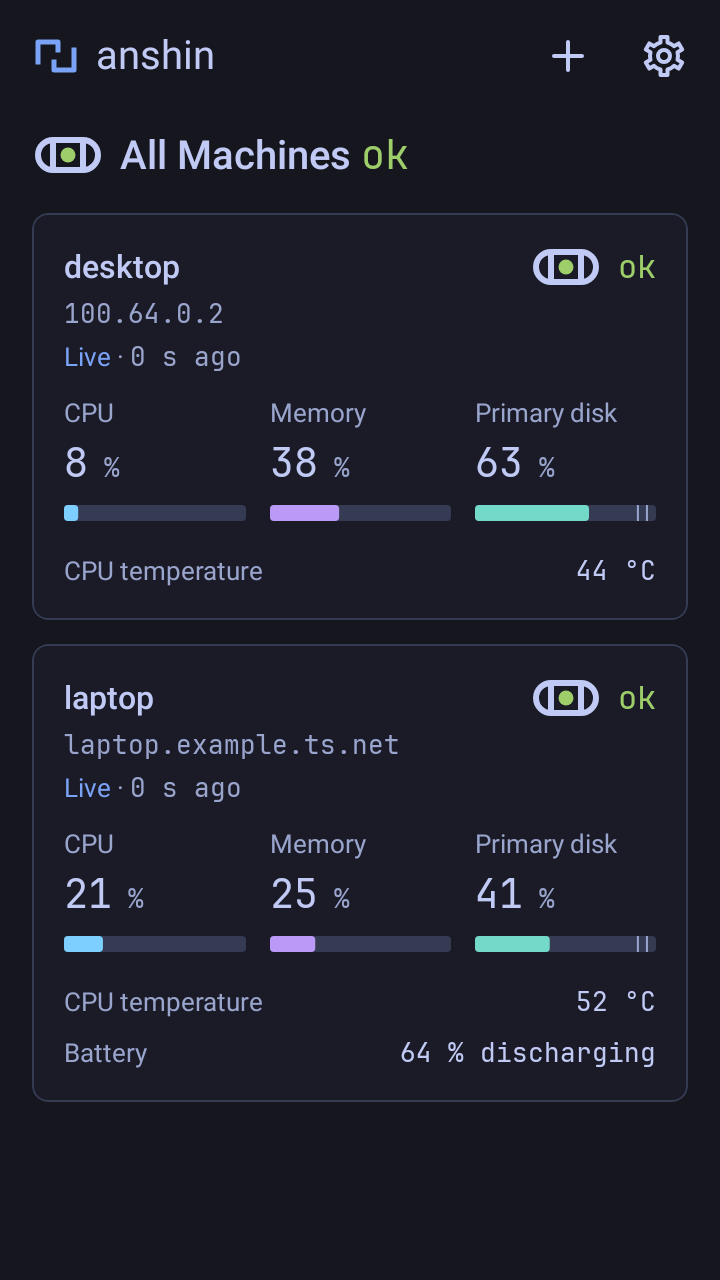 anshin
All Machines ok
desktop ok
100.64.0.2
Live · 0 s ago
CPU Memory Primary disk
8 % 38 % 63 %
CPU temperature 44 °C
laptop ok
laptop.example.ts.net
Live · 0 s ago
CPU Memory Primary disk
21 % 25 % 41 %
CPU temperature 52 °C
Battery 64 % discharging